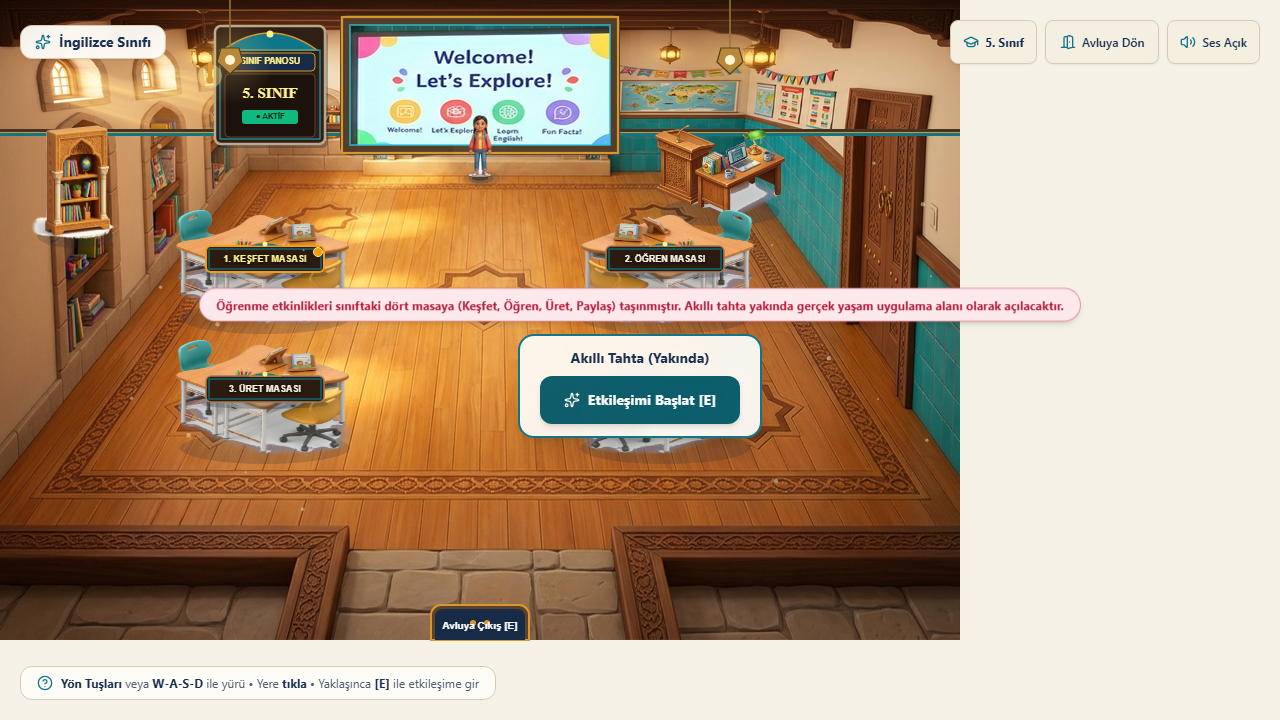 İngilizce Sınıfı
SINIF PANOSU
5. SINIF
• AKTİF
Welcome!
Let's Explore!
Welcome!
Let's Explor
Learn
English!
Fun Facta!
5. Sınıf
Avluya Dön
Ses Açık
1. KEŞFET MASASI
2. ÖĞREN MASASI
Öğrenme etkinlikleri sınıftaki dört masaya (Keşfet, Öğren, Üret, Paylaş) taşınmıştır. Akıllı tahta yakında gerçek yaşam uygulama alanı olarak açılacaktır.
Akıllı Tahta (Yakında)
Etkileşimi Başlat [E]
3. ÜRET MASASI
Avluya Çıkış [E]
Yön Tuşları veya W-A-S-D ile yürü • Yere tıkla • Yaklaşınca [E] ile etkileşime gir